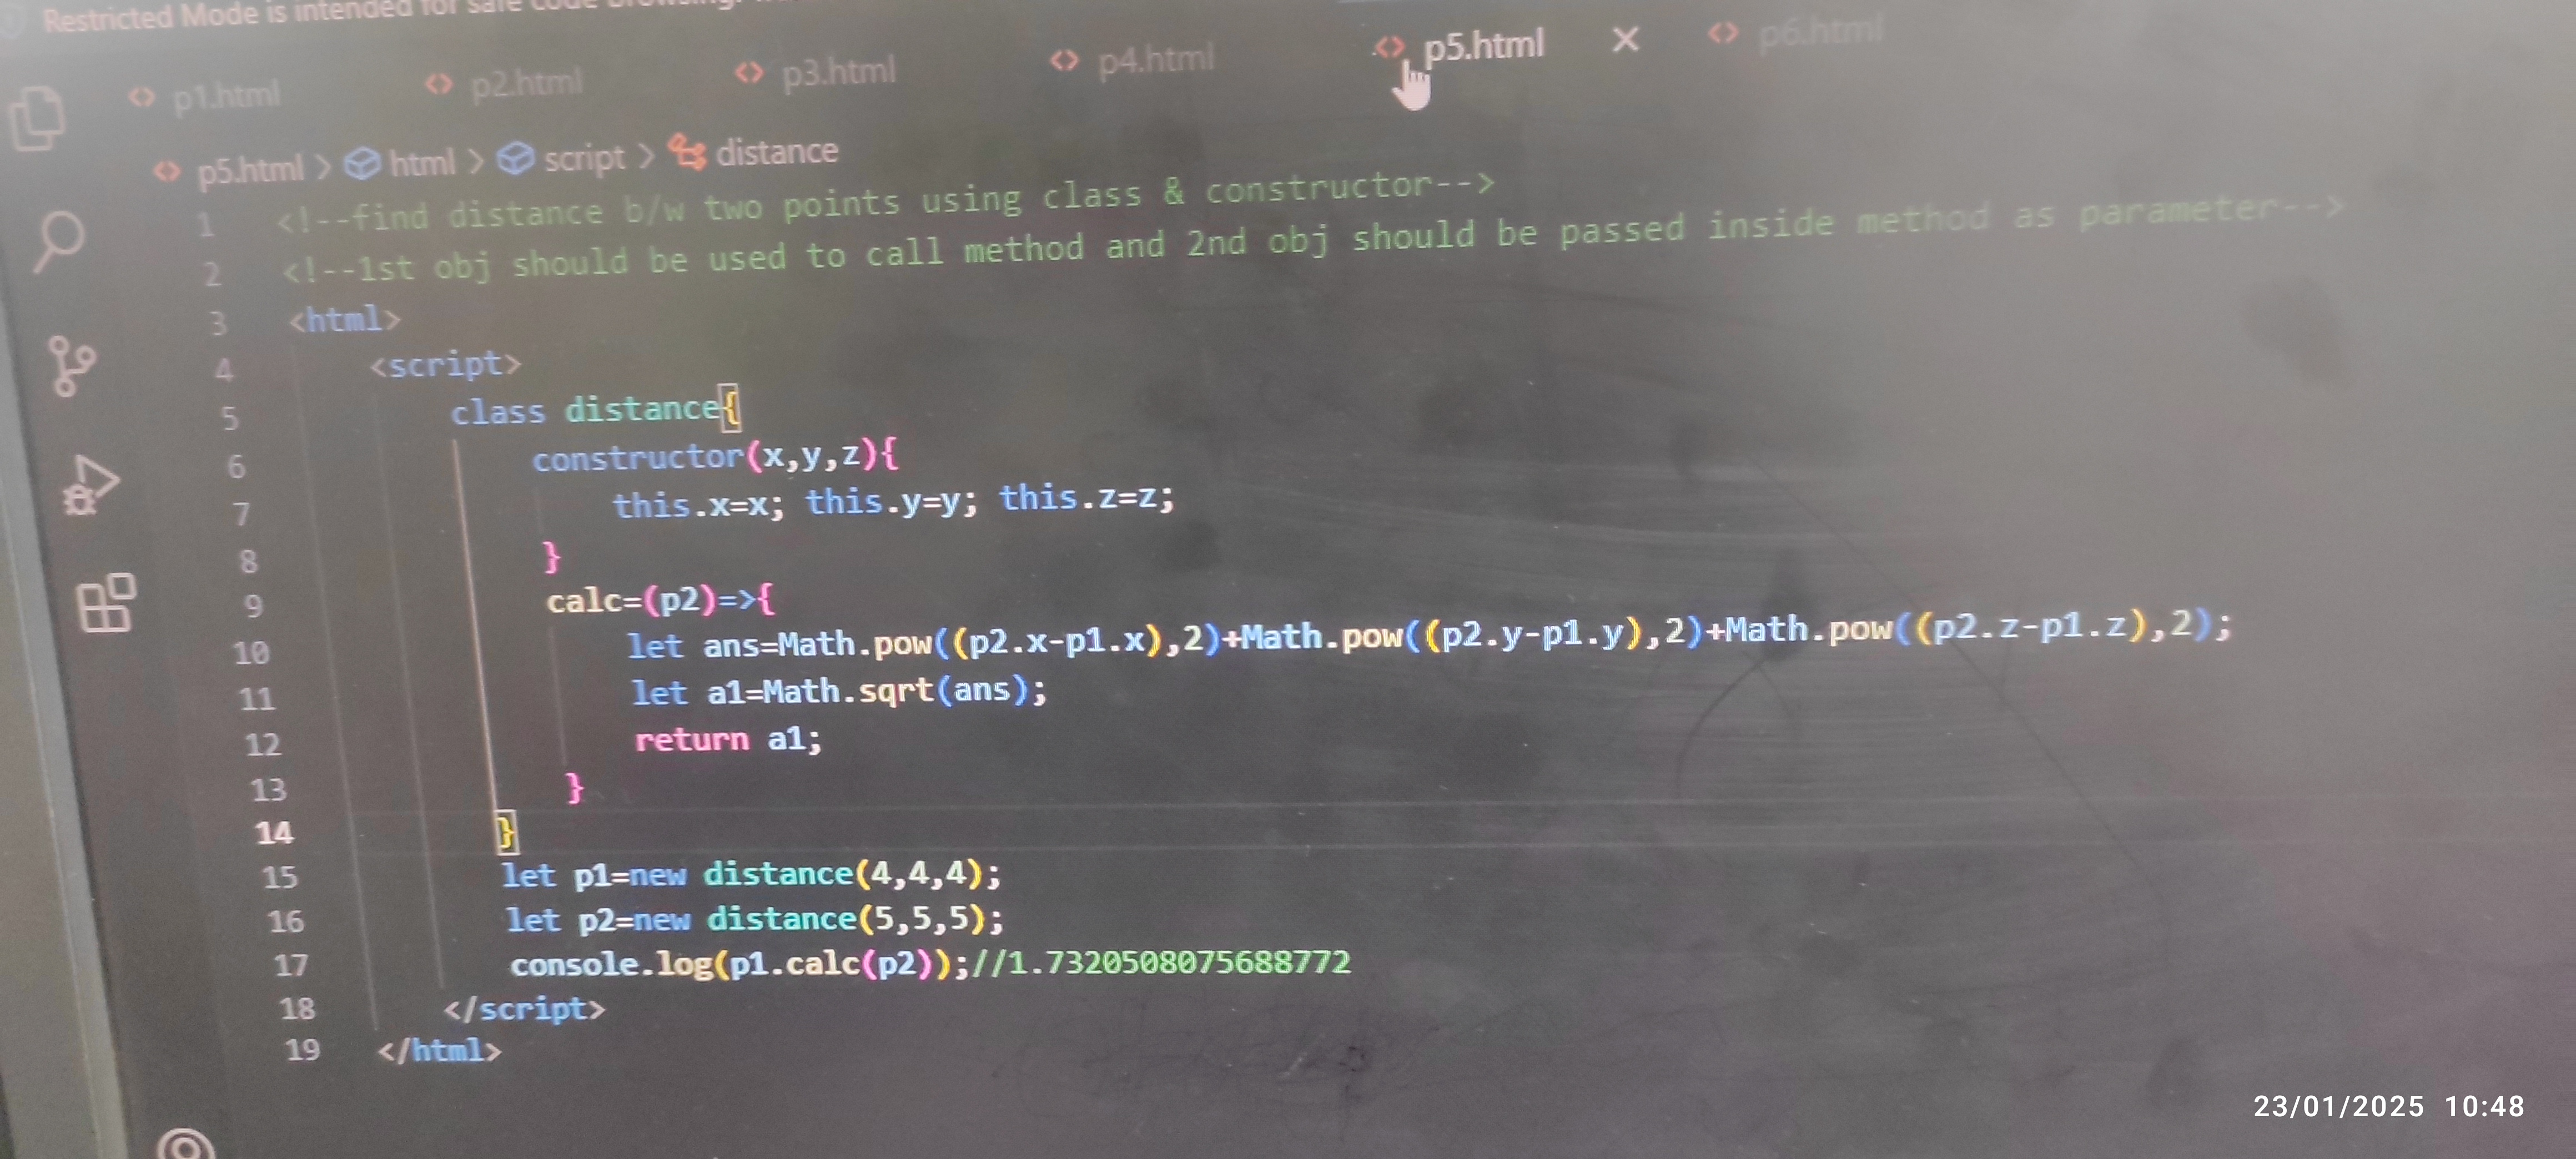 Restricted Mode is intended for safe code browsing.
p1.html p2.html p3.html p4.html p5.html p6.html
p5.html > html > script > distance
1 <!--find distance b/w two points using class & constructor-->
2 <!--1st obj should be used to call method and 2nd obj should be passed inside method as parameter-->
3 <html>
4 <script>
5 class distance{
6 constructor(x,y,z){
7 this.x=x; this.y=y; this.z=z;
8 }
9 calc=(p2)=>{
10 let ans=Math.pow((p2.x-p1.x),2)+Math.pow((p2.y-p1.y),2)+Math.pow((p2.z-p1.z),2);
11 let a1=Math.sqrt(ans);
12 return a1;
13 }
14 }
15 let p1=new distance(4,4,4);
16 let p2=new distance(5,5,5);
17 console.log(p1.calc(p2));//1.7320508075688772
18 </script>
19 </html>
23/01/2025 10:48